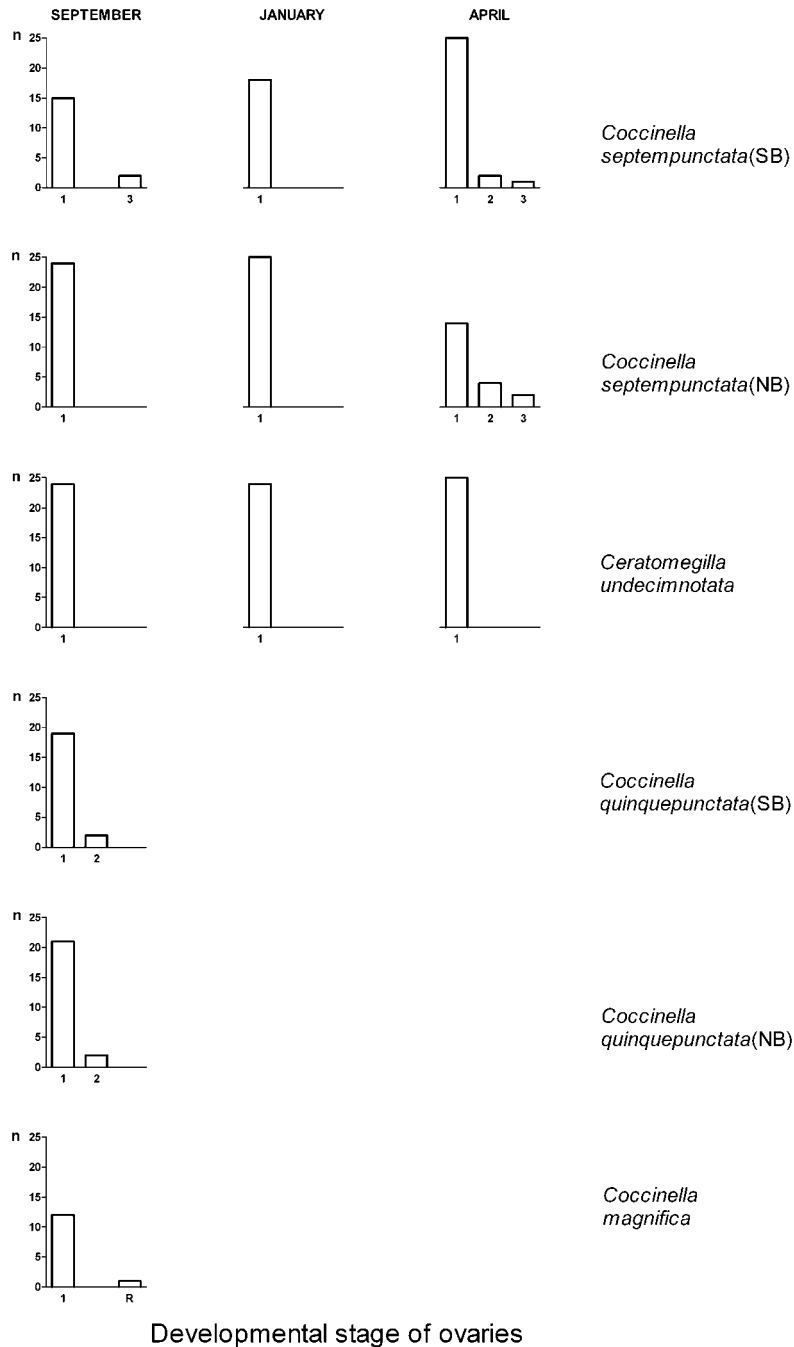 SEPTEMBER JANUARY APRIL
n 25
20
15
10
5
0
1 3 1 1 2 3
Coccinella
septempunctata(SB)
n 25
20
15
10
5
0
1 1 1 2 3
Coccinella
septempunctata(NB)
n 25
20
15
10
5
0
1 1 1
Ceratomegilla
undecimnotata
n 25
20
15
10
5
0
1 2
Coccinella
quinquepunctata(SB)
n 25
20
15
10
5
0
1 2
Coccinella
quinquepunctata(NB)
n 25
20
15
10
5
0
1 R
Coccinella
magnifica
Developmental stage of ovaries